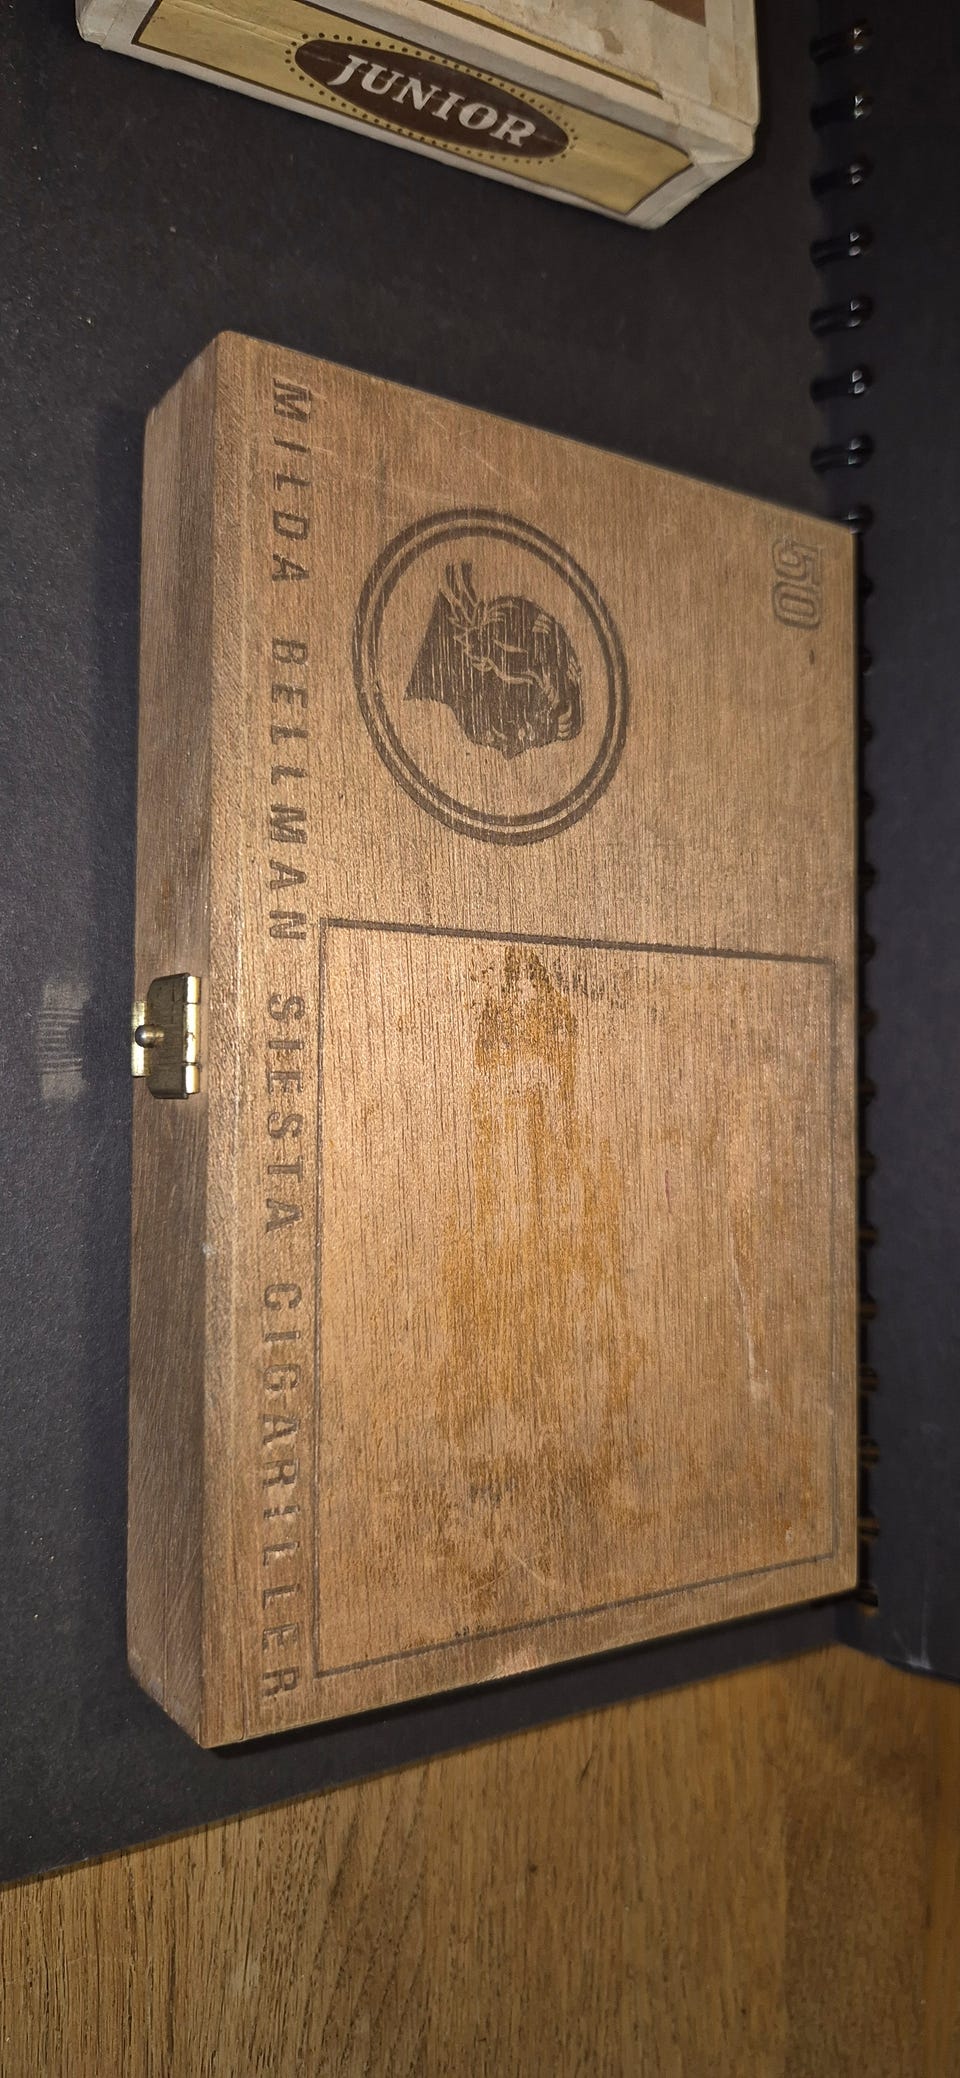 JUNIOR
50
MILDA BELLMAN SIESTA CIGARILLER